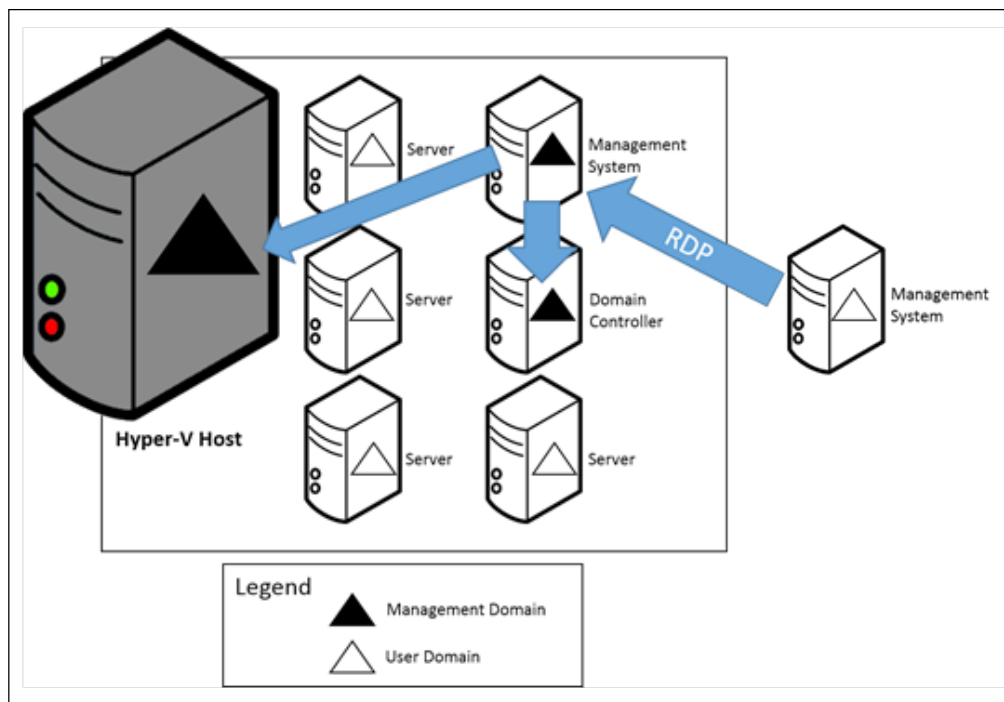 Server
Management
System
RDP
Server
Domain
Controller
Management
System
Hyper-V Host
Server
Server
Legend
Management Domain
User Domain